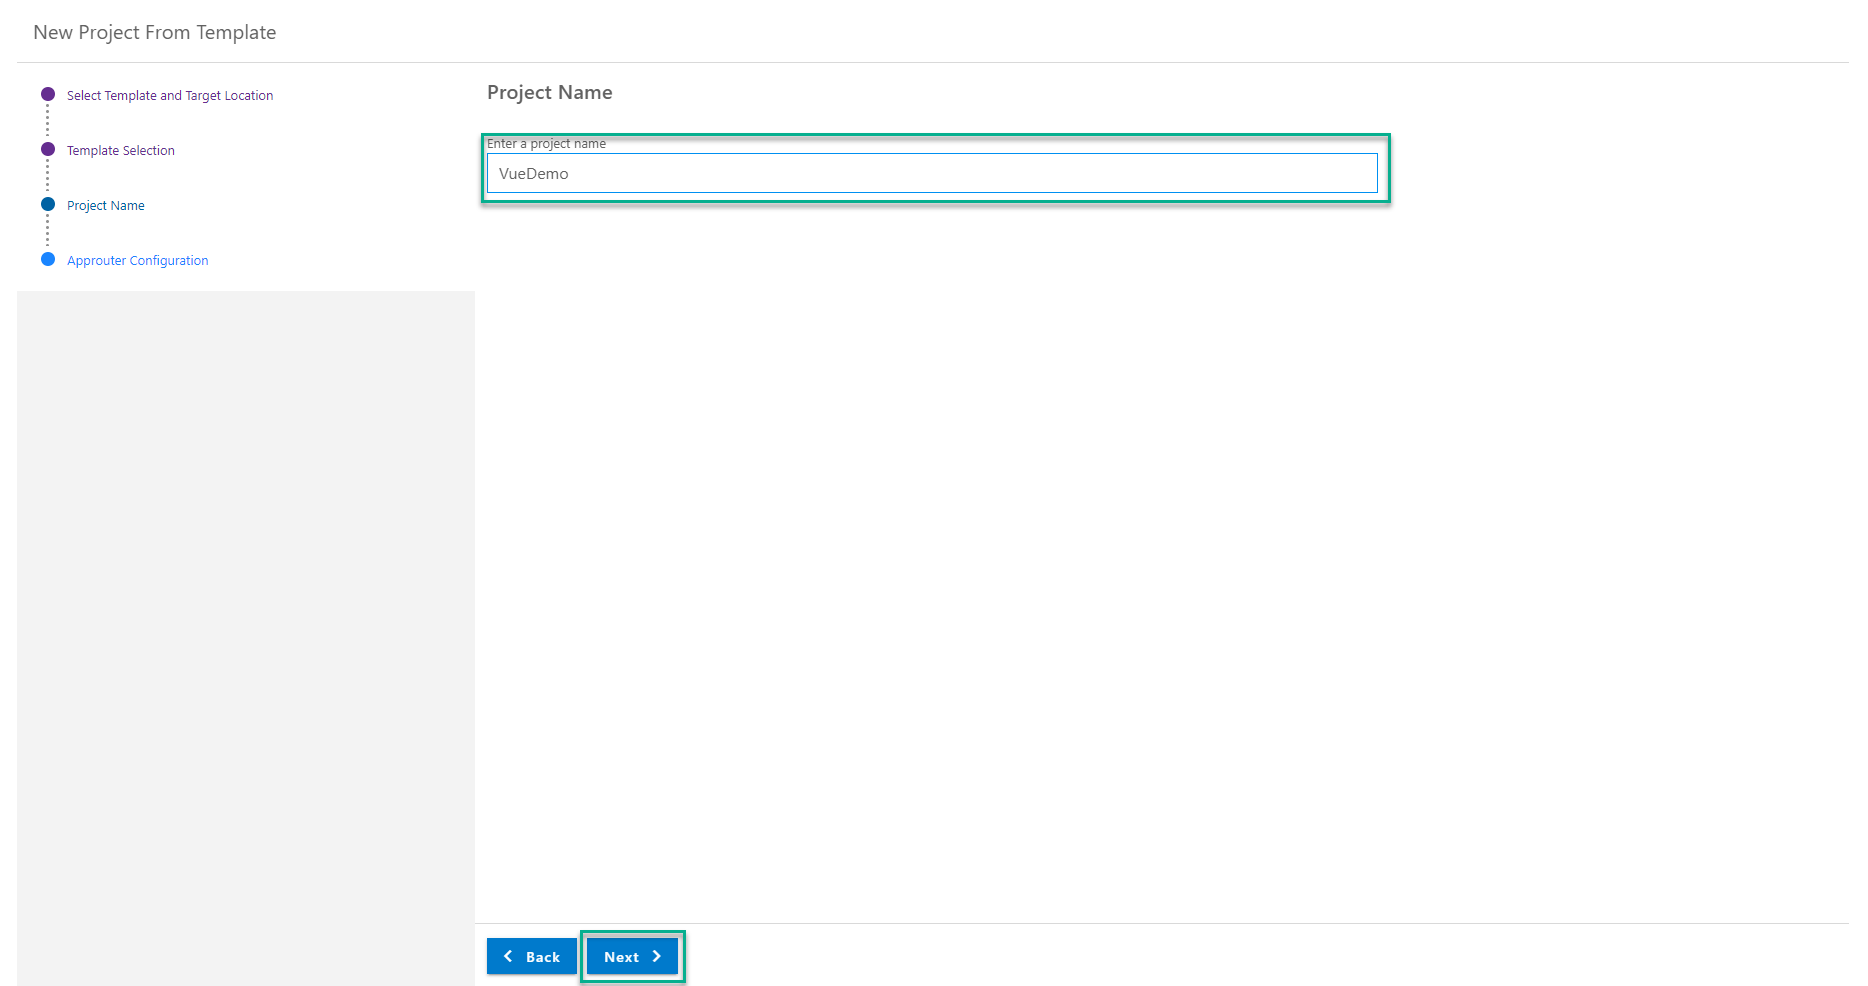 New Project From Template
Select Template and Target Location
Template Selection
Project Name
Approuter Configuration
Project Name
Enter a project name
VueDemo
Back
Next